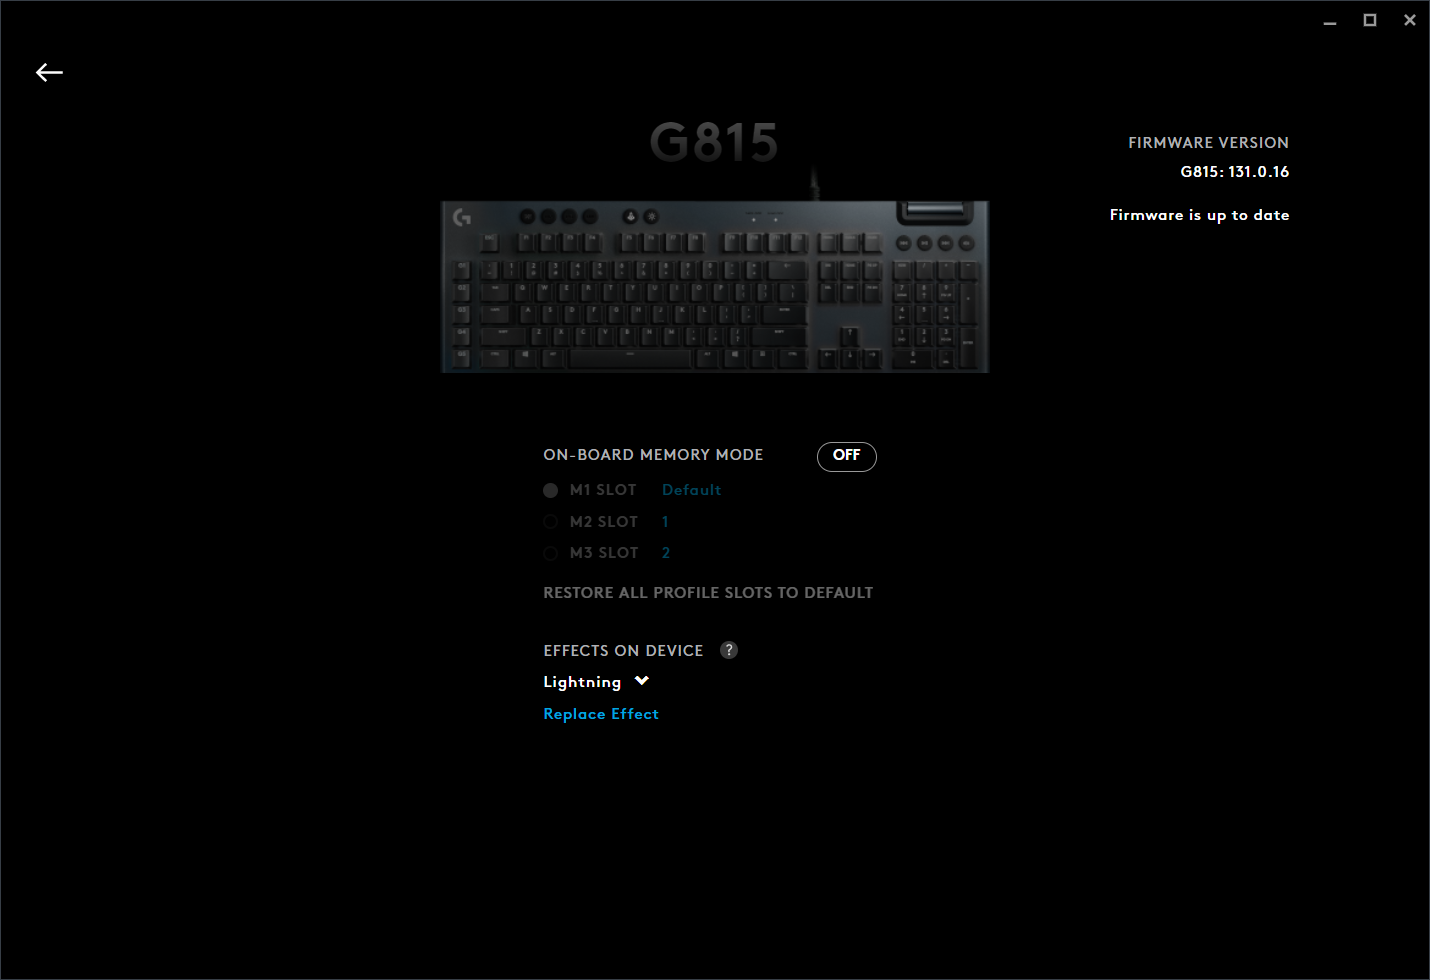 G815
FIRMWARE VERSION
G815: 131.0.16
Firmware is up to date
ON-BOARD MEMORY MODE OFF
M1 SLOT Default
M2 SLOT 1
M3 SLOT 2
RESTORE ALL PROFILE SLOTS TO DEFAULT
EFFECTS ON DEVICE ?
Lightning
Replace Effect